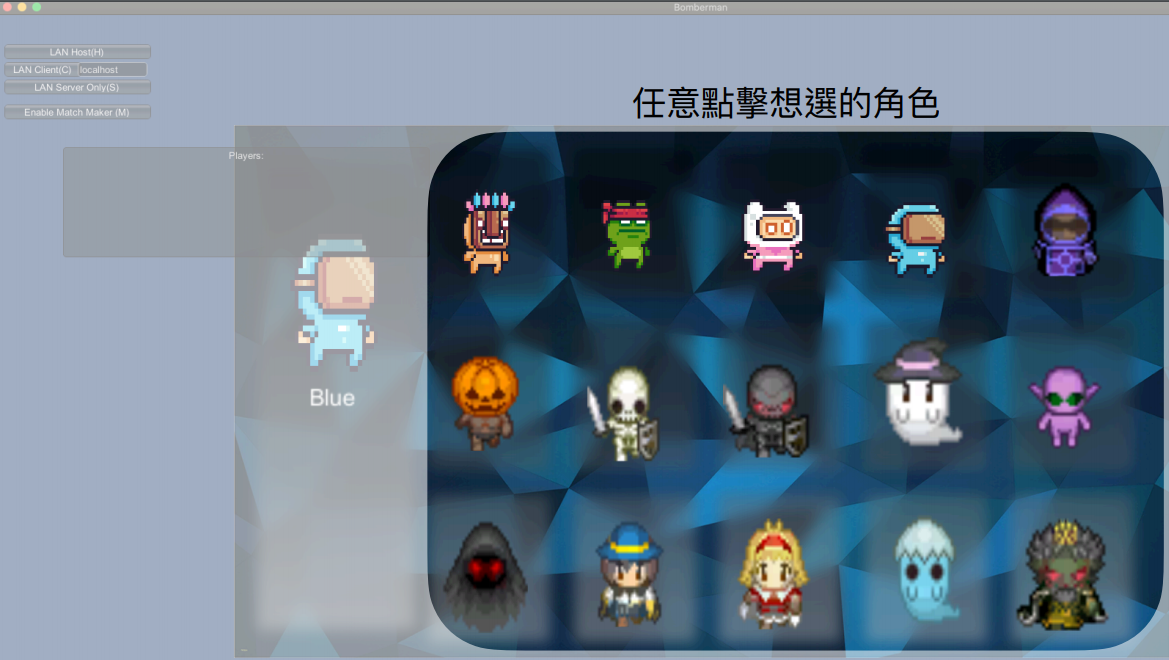 Bomberman
LAN Host(H)
LAN Client(C) localhost
LAN Server Only(S)
Enable Match Maker (M)
任意點擊想選的角色
Players:
Blue